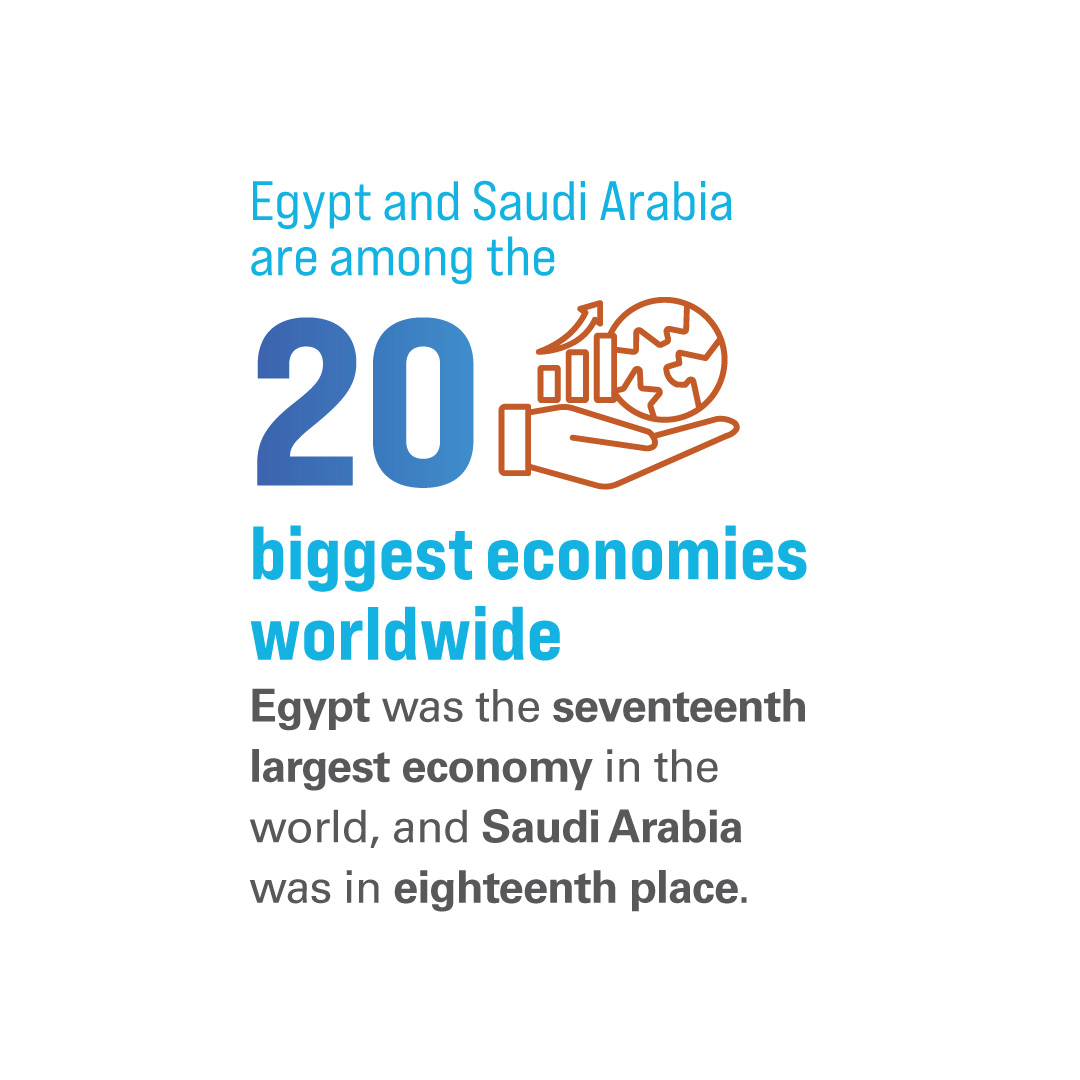 Egypt and Saudi Arabia
are among the
20
biggest economies
worldwide
Egypt was the seventeenth
largest economy in the
world, and Saudi Arabia
was in eighteenth place.